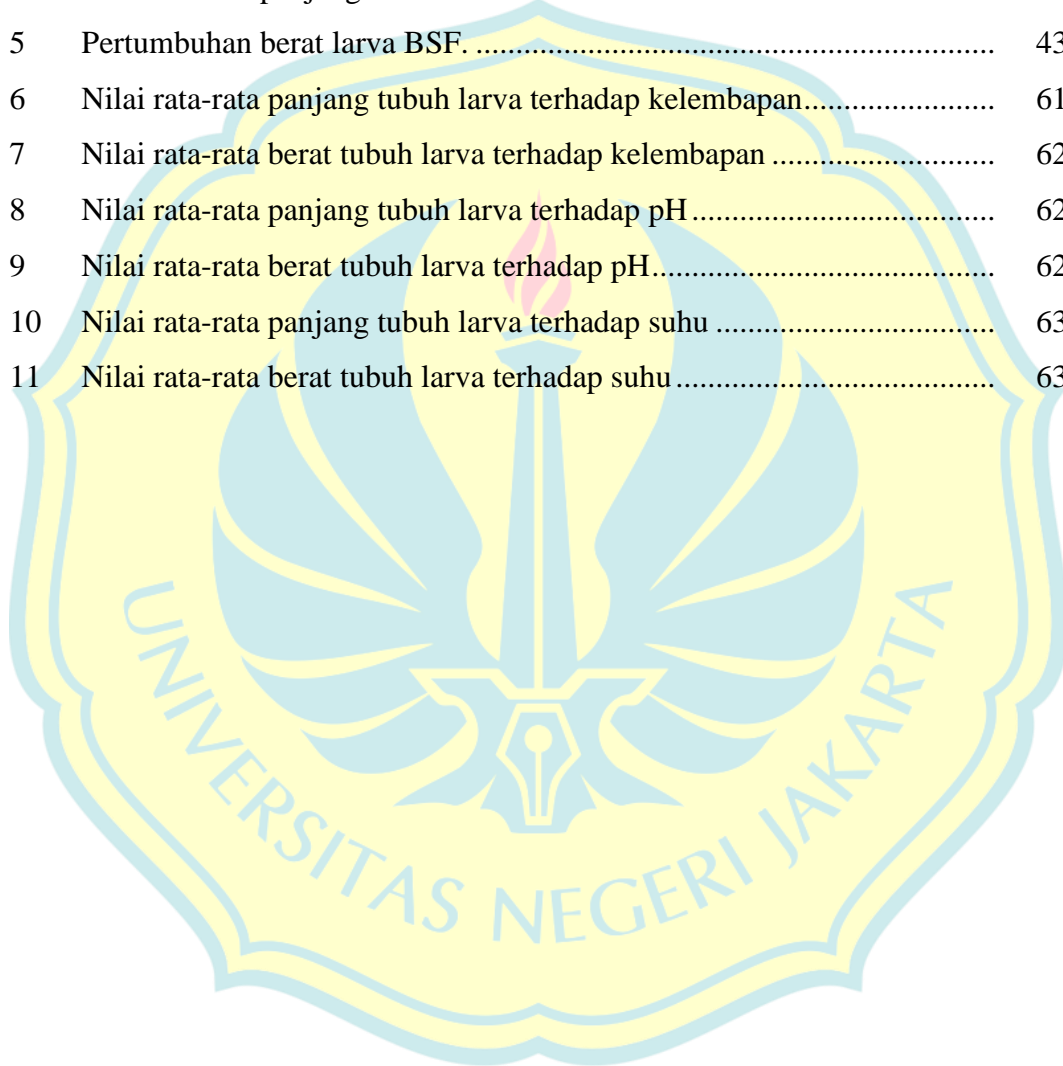 panjang
5 Pertumbuhan berat larva BSF. ................................................................. 43
6 Nilai rata-rata panjang tubuh larva terhadap kelembapan........................ 61
7 Nilai rata-rata berat tubuh larva terhadap kelembapan ............................ 62
8 Nilai rata-rata panjang tubuh larva terhadap pH ...................................... 62
9 Nilai rata-rata berat tubuh larva terhadap pH........................................... 62
10 Nilai rata-rata panjang tubuh larva terhadap suhu ................................... 63
11 Nilai rata-rata berat tubuh larva terhadap suhu ........................................ 63
UNIVERSITAS NEGERI JAKARTA